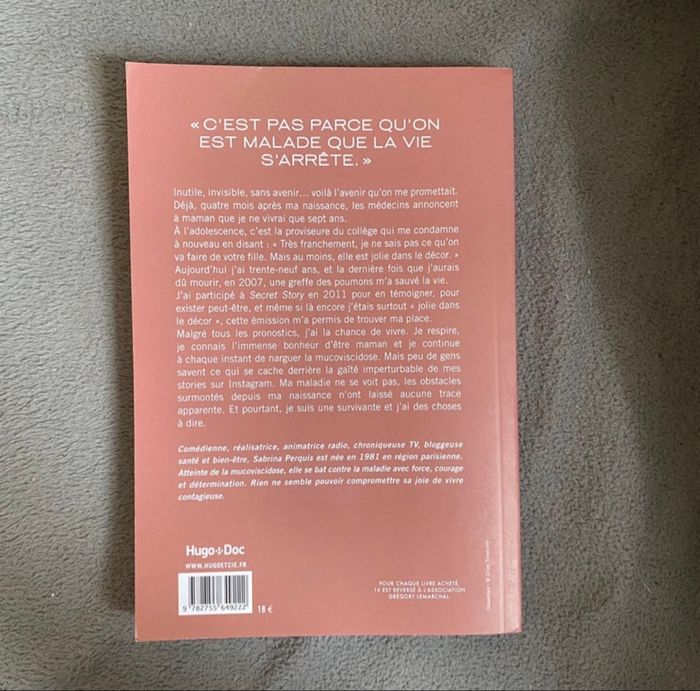 « C'EST PAS PARCE QU'ON
EST MALADE QUE LA VIE
S'ARRÊTE. »
Inutile, invisible, sans avenir... voilà l'avenir qu'on me promettait.
Déjà, quatre mois après ma naissance, les médecins annoncent
à maman que je ne vivrai que sept ans.
À l'adolescence, c'est la proviseure du collège qui me condamne
à nouveau en disant : « Très franchement, je ne sais pas ce qu'on
va faire de votre fille. Mais au moins, elle est jolie dans le décor. »
Aujourd'hui j'ai trente-neuf ans, et la dernière fois que j'aurais
dû mourir, en 2007, une greffe des poumons m'a sauvé la vie.
J'ai participé à Secret Story en 2011 pour en témoigner, pour
exister peut-être, et même si là encore j'étais surtout « jolie dans
le décor », cette émission m'a permis de trouver ma place.
Malgré tous les pronostics, j'ai la chance de vivre. Je respire,
je connais l'immense bonheur d'être maman et je continue
à chaque instant de narguer la mucoviscidose. Mais peu de gens
savent ce qui se cache derrière la gaîté imperturbable de mes
stories sur Instagram. Ma maladie ne se voit pas, les obstacles
surmontés depuis ma naissance n'ont laissé aucune trace
apparente. Et pourtant, je suis une survivante et j'ai des choses
à dire.
Comédienne, réalisatrice, animatrice radio, chroniqueuse TV, bloggeuse
santé et bien-être, Sabrina Perquis est née en 1981 en région parisienne.
Atteinte de la mucoviscidose, elle se bat contre la maladie avec force, courage
et détermination. Rien ne semble pouvoir compromettre sa joie de vivre
contagieuse.
Hugo+Doc
WWW.HUGOETCIE.FR
9 782755 649222
18 €
POUR CHAQUE LIVRE ACHETÉ,
1€ EST REVERSÉ À L'ASSOCIATION
GRÉGORY LEMARCHAL.